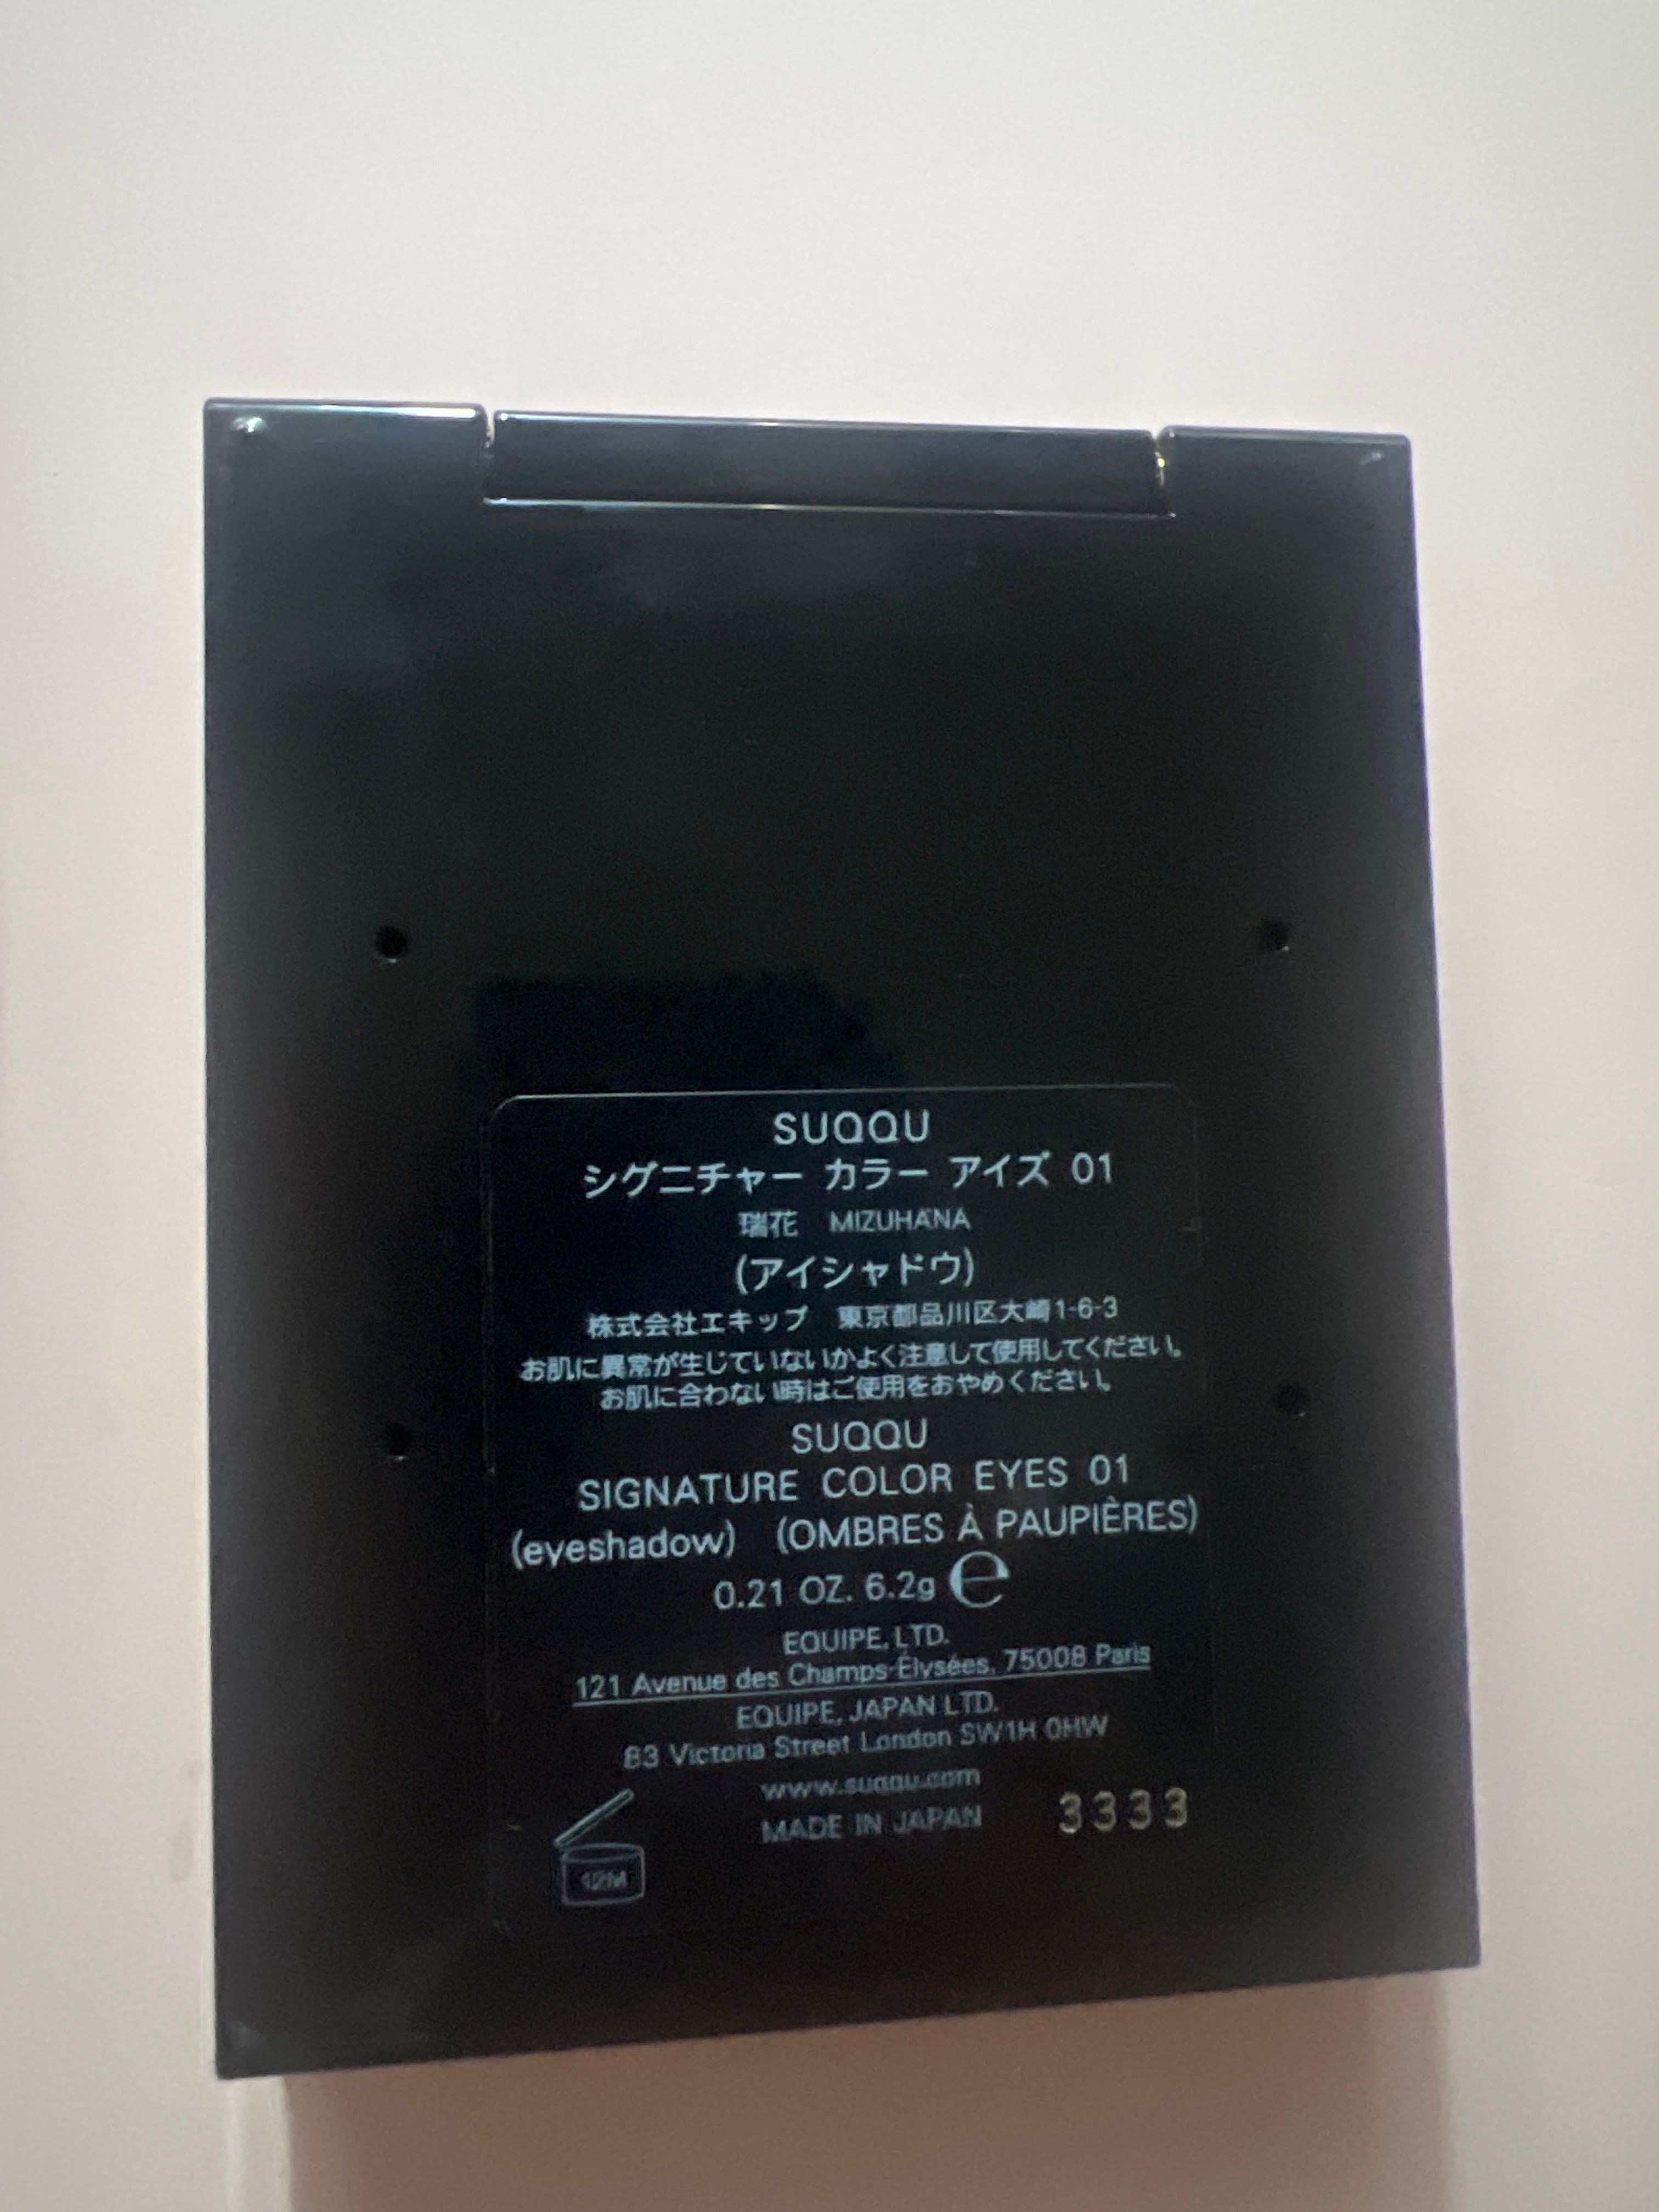 SUQQU
シグニチャー カラー アイズ 01
瑞花 MIZUHANA
(アイシャドウ)
株式会社エキップ 東京都品川区大崎1-6-3
お肌に異常が生じていないかよく注意して使用してください。
お肌に合わない時はご使用をおやめください。
SUQQU
SIGNATURE COLOR EYES 01
(eyeshadow) (OMBRES À PAUPIÈRES)
0.21 OZ. 6.2g ℮
EQUIPE, LTD.
121 Avenue des Champs-Élysées, 75008 Paris
EQUIPE, JAPAN LTD.
83 Victoria Street London SW1H 0HW
www.suqqu.com
MADE IN JAPAN 3333
12M